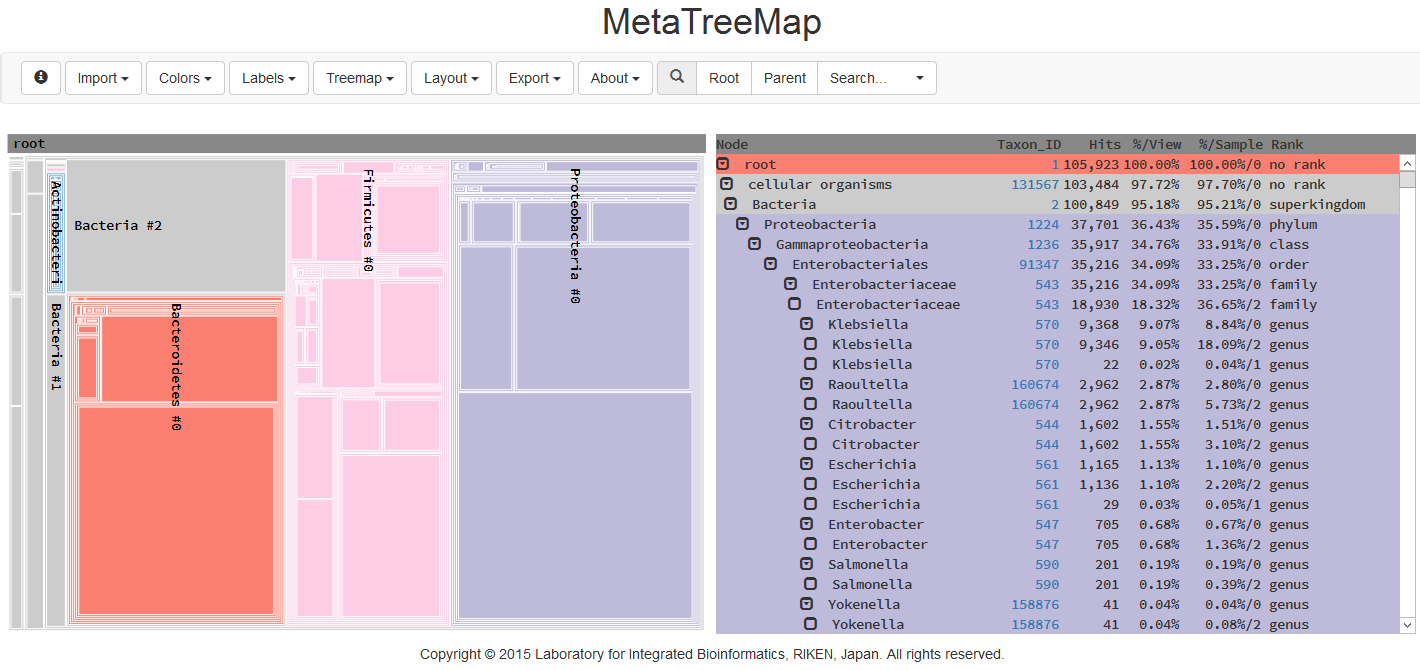 MetaTreeMap
Import Colors Labels Treemap Layout Export About Root Parent Search...
root
Actinobacteri
Bacteria #2
Bacteria #1
Bacteroidetes #0
Firmicutes #0
Proteobacteria #0
Node Taxon_ID Hits %/View %/Sample Rank
root 1 105,923 100.00% 100.00%/0 no rank
cellular organisms 131567 103,484 97.72% 97.70%/0 no rank
Bacteria 2 100,849 95.18% 95.21%/0 superkingdom
Proteobacteria 1224 37,701 36.43% 35.59%/0 phylum
Gammaproteobacteria 1236 35,917 34.76% 33.91%/0 class
Enterobacteriales 91347 35,216 34.09% 33.25%/0 order
Enterobacteriaceae 543 35,216 34.09% 33.25%/0 family
Enterobacteriaceae 543 18,930 18.32% 36.65%/2 family
Klebsiella 570 9,368 9.07% 8.84%/0 genus
Klebsiella 570 9,346 9.05% 18.09%/2 genus
Klebsiella 570 22 0.02% 0.04%/1 genus
Raoultella 160674 2,962 2.87% 2.80%/0 genus
Raoultella 160674 2,962 2.87% 5.73%/2 genus
Citrobacter 544 1,602 1.55% 1.51%/0 genus
Citrobacter 544 1,602 1.55% 3.10%/2 genus
Escherichia 561 1,165 1.13% 1.10%/0 genus
Escherichia 561 1,136 1.10% 2.20%/2 genus
Escherichia 561 29 0.03% 0.05%/1 genus
Enterobacter 547 705 0.68% 0.67%/0 genus
Enterobacter 547 705 0.68% 1.36%/2 genus
Salmonella 590 201 0.19% 0.19%/0 genus
Salmonella 590 201 0.19% 0.39%/2 genus
Yokenella 158876 41 0.04% 0.04%/0 genus
Yokenella 158876 41 0.04% 0.08%/2 genus
Copyright © 2015 Laboratory for Integrated Bioinformatics, RIKEN, Japan. All rights reserved.